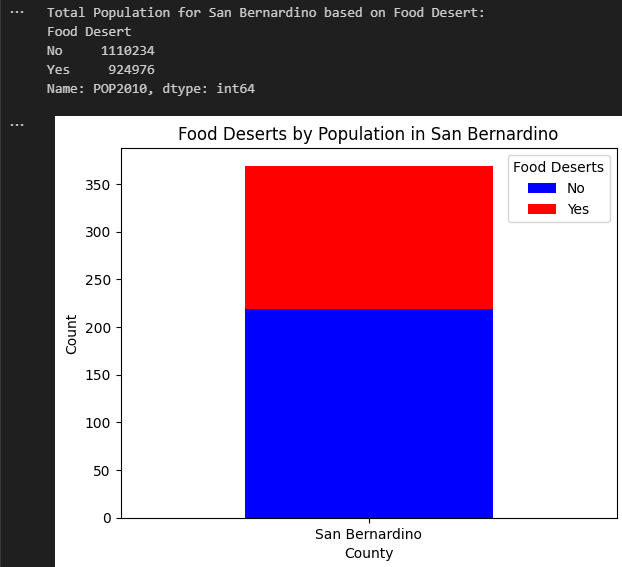 ... Total Population for San Bernardino based on Food Desert:
Food Desert
No 1110234
Yes 924976
Name: POP2010, dtype: int64
...
Food Deserts by Population in San Bernardino
Food Deserts
No
Yes
350
300
250
200
150
100
50
0
Count
San Bernardino
County